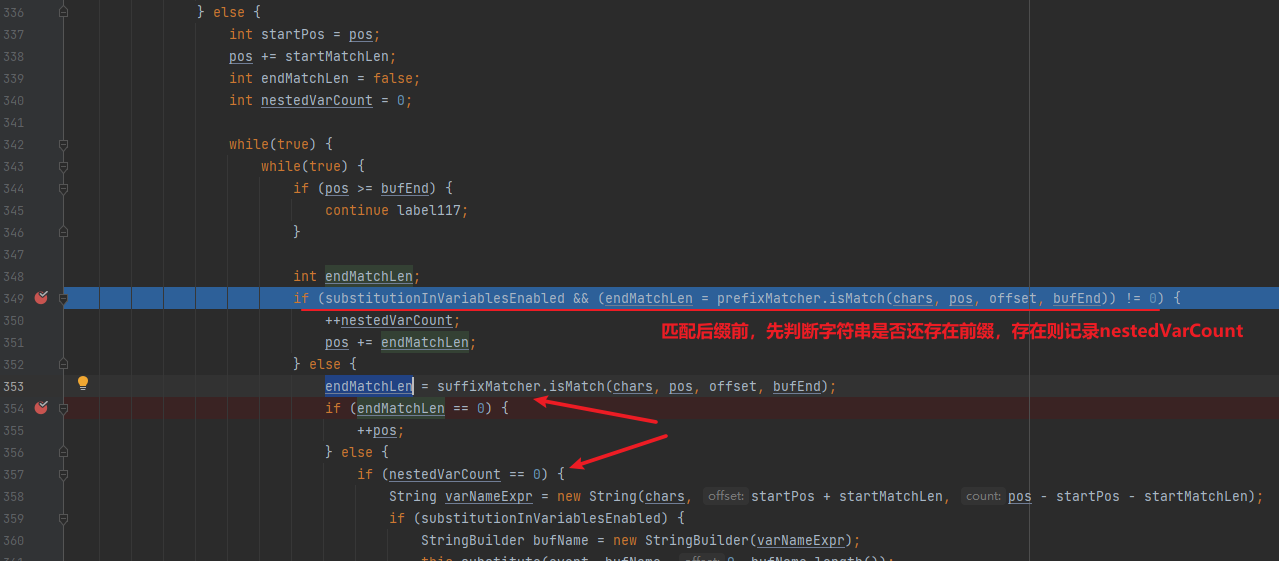 336 } else {
337 int startPos = pos;
338 pos += startMatchLen;
339 int endMatchLen = false;
340 int nestedVarCount = 0;
341
342 while(true) {
343 while(true) {
344 if (pos >= bufEnd) {
345 continue label117;
346 }
347
348 int endMatchLen;
349 if (substitutionInVariablesEnabled && (endMatchLen = prefixMatcher.isMatch(chars, pos, offset, bufEnd)) != 0) {
350 ++nestedVarCount;
匹配后缀前，先判断字符串是否还存在前缀，存在则记录nestedVarCount
351 pos += endMatchLen;
352 } else {
353 endMatchLen = suffixMatcher.isMatch(chars, pos, offset, bufEnd);
354 if (endMatchLen == 0) {
355 ++pos;
356 } else {
357 if (nestedVarCount == 0) {
358 String varNameExpr = new String(chars, offset: startPos + startMatchLen, count: pos - startPos - startMatchLen);
359 if (substitutionInVariablesEnabled) {
360 StringBuilder bufName = new StringBuilder(varNameExpr);